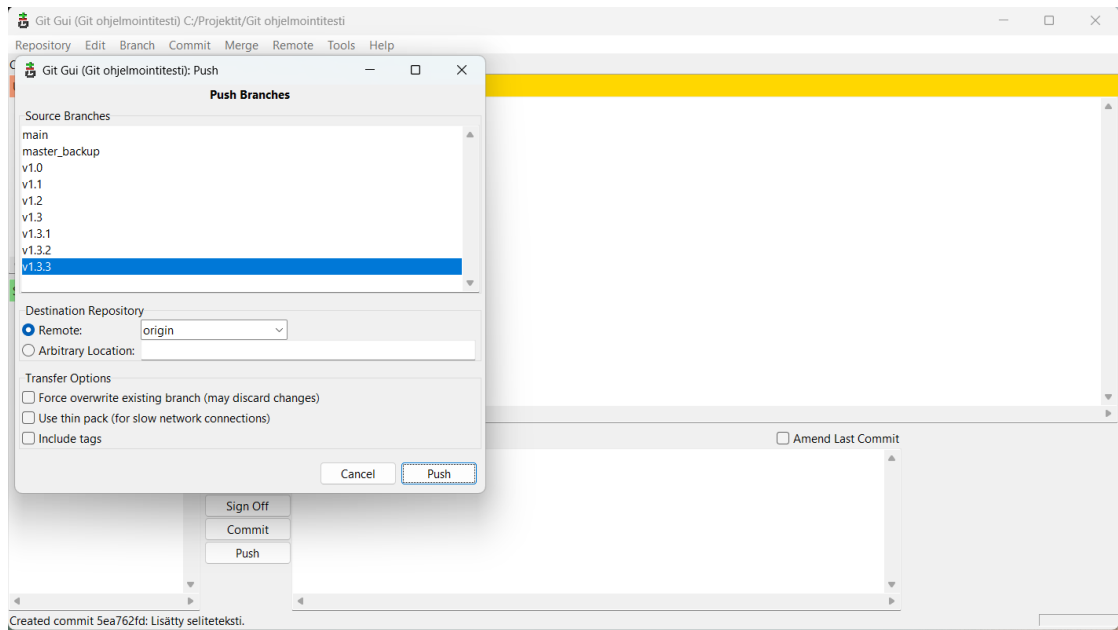 Git Gui (Git ohjelmointitesti) C:/Projektit/Git ohjelmointitesti
Repository Edit Branch Commit Merge Remote Tools Help
Git Gui (Git ohjelmointitesti): Push
Push Branches
Source Branches
main
master_backup
v1.0
v1.1
v1.2
v1.3
v1.3.1
v1.3.2
v1.3.3
Destination Repository
Remote: origin
Arbitrary Location:
Transfer Options
Force overwrite existing branch (may discard changes)
Use thin pack (for slow network connections)
Include tags
Cancel Push
Amend Last Commit
Sign Off
Commit
Push
Created commit 5ea762fd: Lisätty seliteteksti.